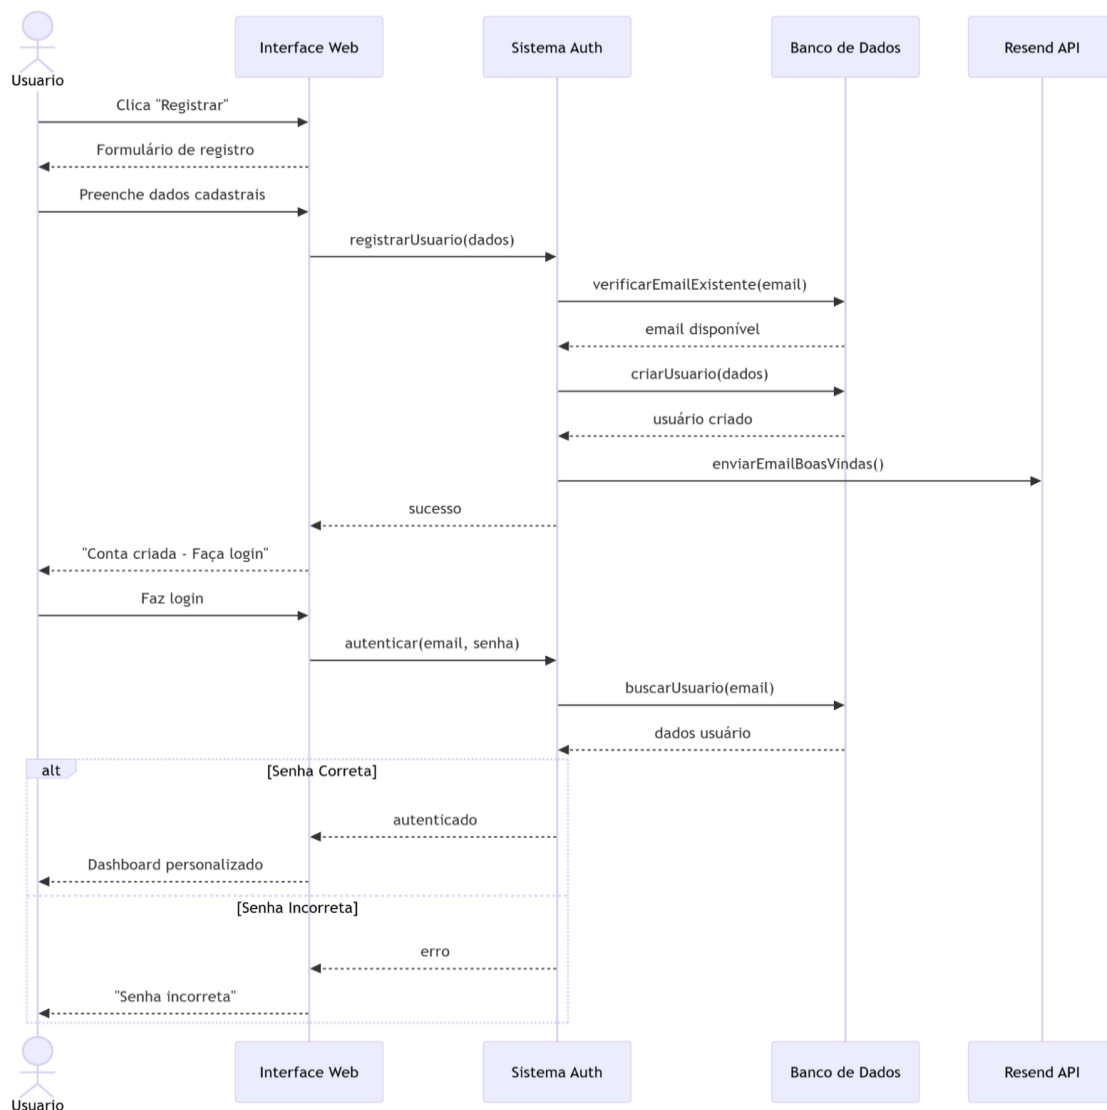 Usuario
Interface Web
Sistema Auth
Banco de Dados
Resend API
Clica "Registrar"
Formulário de registro
Preenche dados cadastrais
registrarUsuario(dados)
verificarEmailExistente(email)
email disponível
criarUsuario(dados)
usuário criado
enviarEmailBoasVindas()
sucesso
"Conta criada - Faça login"
Faz login
autenticar(email, senha)
buscarUsuario(email)
dados usuário
alt
[Senha Correta]
autenticado
Dashboard personalizado
[Senha Incorreta]
erro
"Senha incorreta"
Usuario
Interface Web
Sistema Auth
Banco de Dados
Resend API